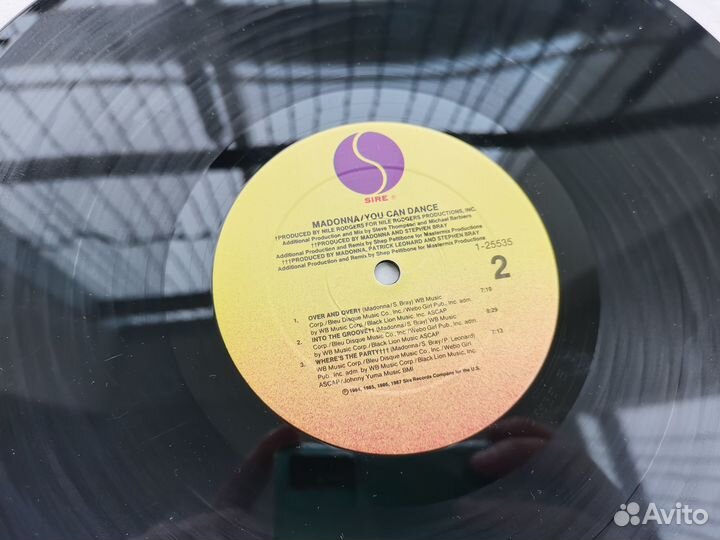 SIRE ®
MADONNA/YOU CAN DANCE
†PRODUCED BY NILE RODGERS FOR NILE RODGERS PRODUCTIONS, INC.
Additional Production and Mix by Steve Thompson and Michael Barbiero
††PRODUCED BY MADONNA AND STEPHEN BRAY
Additional Production and Remix by Shep Pettibone for Mastermix Productions
†††PRODUCED BY MADONNA, PATRICK LEONARD AND STEPHEN BRAY
Additional Production and Remix by Shep Pettibone for Mastermix Productions
1-25535
2
1. OVER AND OVER† (Madonna/S. Bray) WB Music
Corp./Bleu Disque Music Co., Inc./Webo Girl Pub., Inc. adm.
by WB Music Corp./Black Lion Music, Inc. ASCAP 7:10
2. INTO THE GROOVE†† (Madonna/S. Bray) WB Music
Corp./Bleu Disque Music Co., Inc./Webo Girl Pub., Inc. adm.
by WB Music Corp./Black Lion Music ASCAP 8:29
3. WHERE'S THE PARTY††† (Madonna/S. Bray/P. Leonard)
WB Music Corp./Bleu Disque Music Co., Inc./Webo Girl
Pub., Inc. adm by WB Music Corp./Black Lion Music, Inc.
ASCAP/Johnny Yuma Music BMI 7:13
℗ 1984, 1985, 1986, 1987 Sire Records Company for the U.S.
Avito